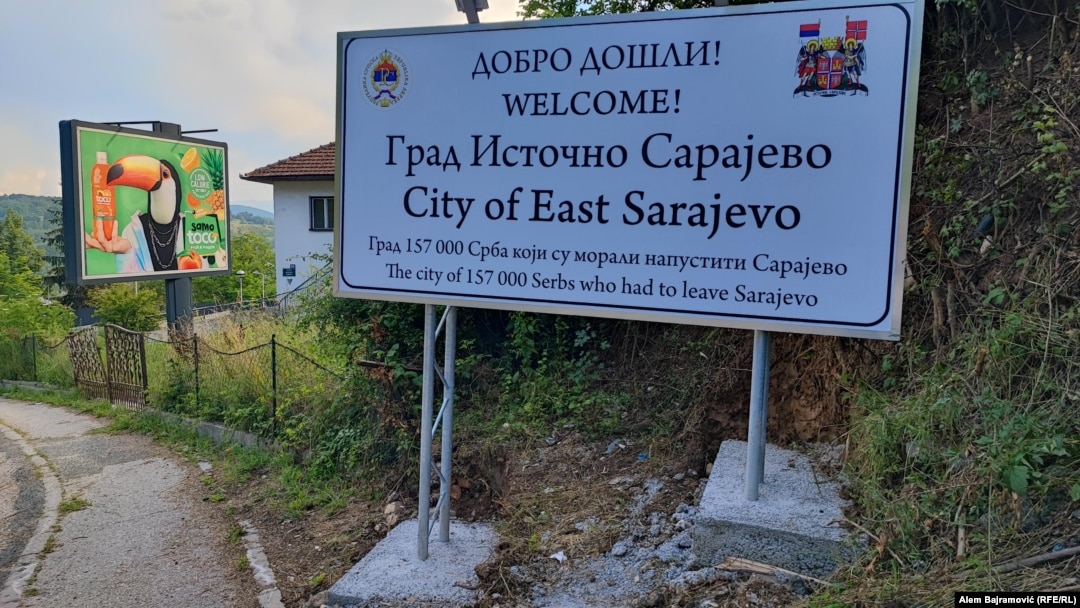 ДОБРО ДОШЛИ!
WELCOME!
Град Источно Сарајево
City of East Sarajevo
Град 157 000 Срба који су морали напустити Сарајево
The city of 157 000 Serbs who had to leave Sarajevo
LOW
CALORIE
samo
TOCU
Alem Bajramović (RFE/RL)